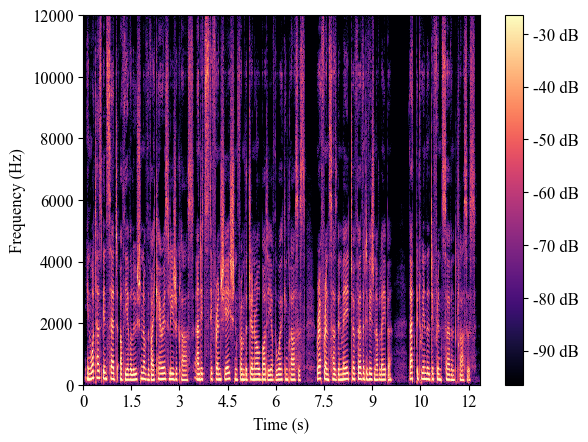 12000
10000
8000
6000
4000
2000
0
Frequency (Hz)
0 1.5 3 4.5 6 7.5 9 10 12
Time (s)
-30 dB
-40 dB
-50 dB
-60 dB
-70 dB
-80 dB
-90 dB